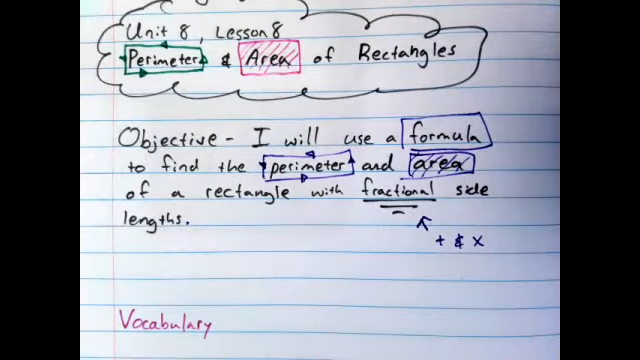 Unit 8, Lesson 8
Perimeter & Area of Rectangles
Objective - I will use a formula
to find the perimeter and area
of a rectangle with fractional side
lengths.
+ & x
Vocabulary